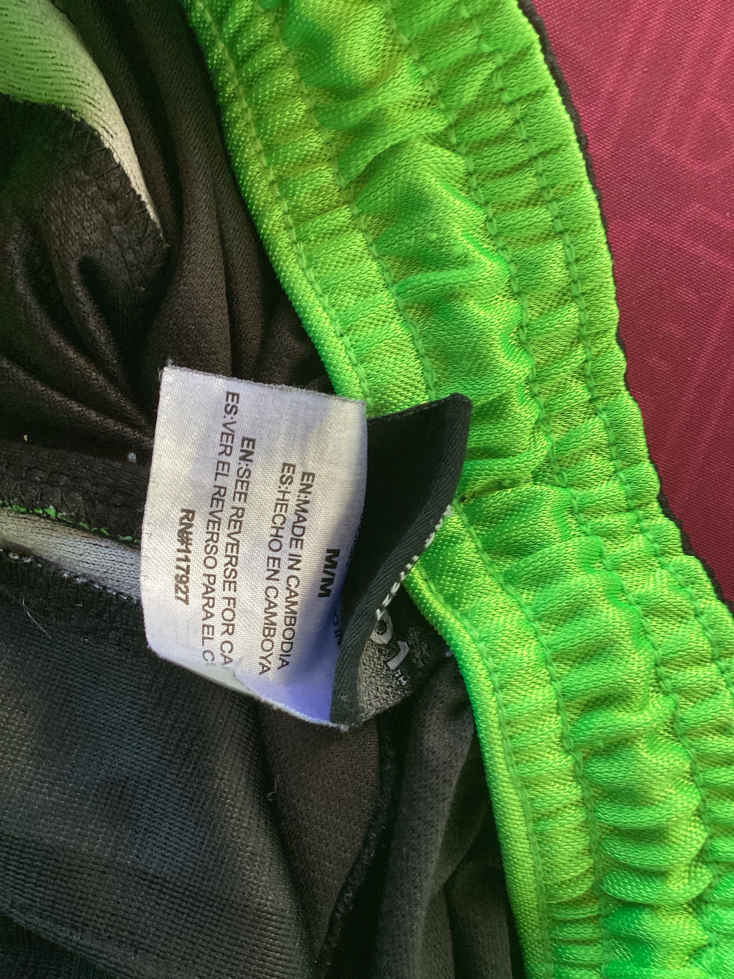 M/M
EN:MADE IN CAMBODIA
ES:HECHO EN CAMBOYA
EN:SEE REVERSE FOR CA
ES:VER EL REVERSO PARA EL C
RN#117927